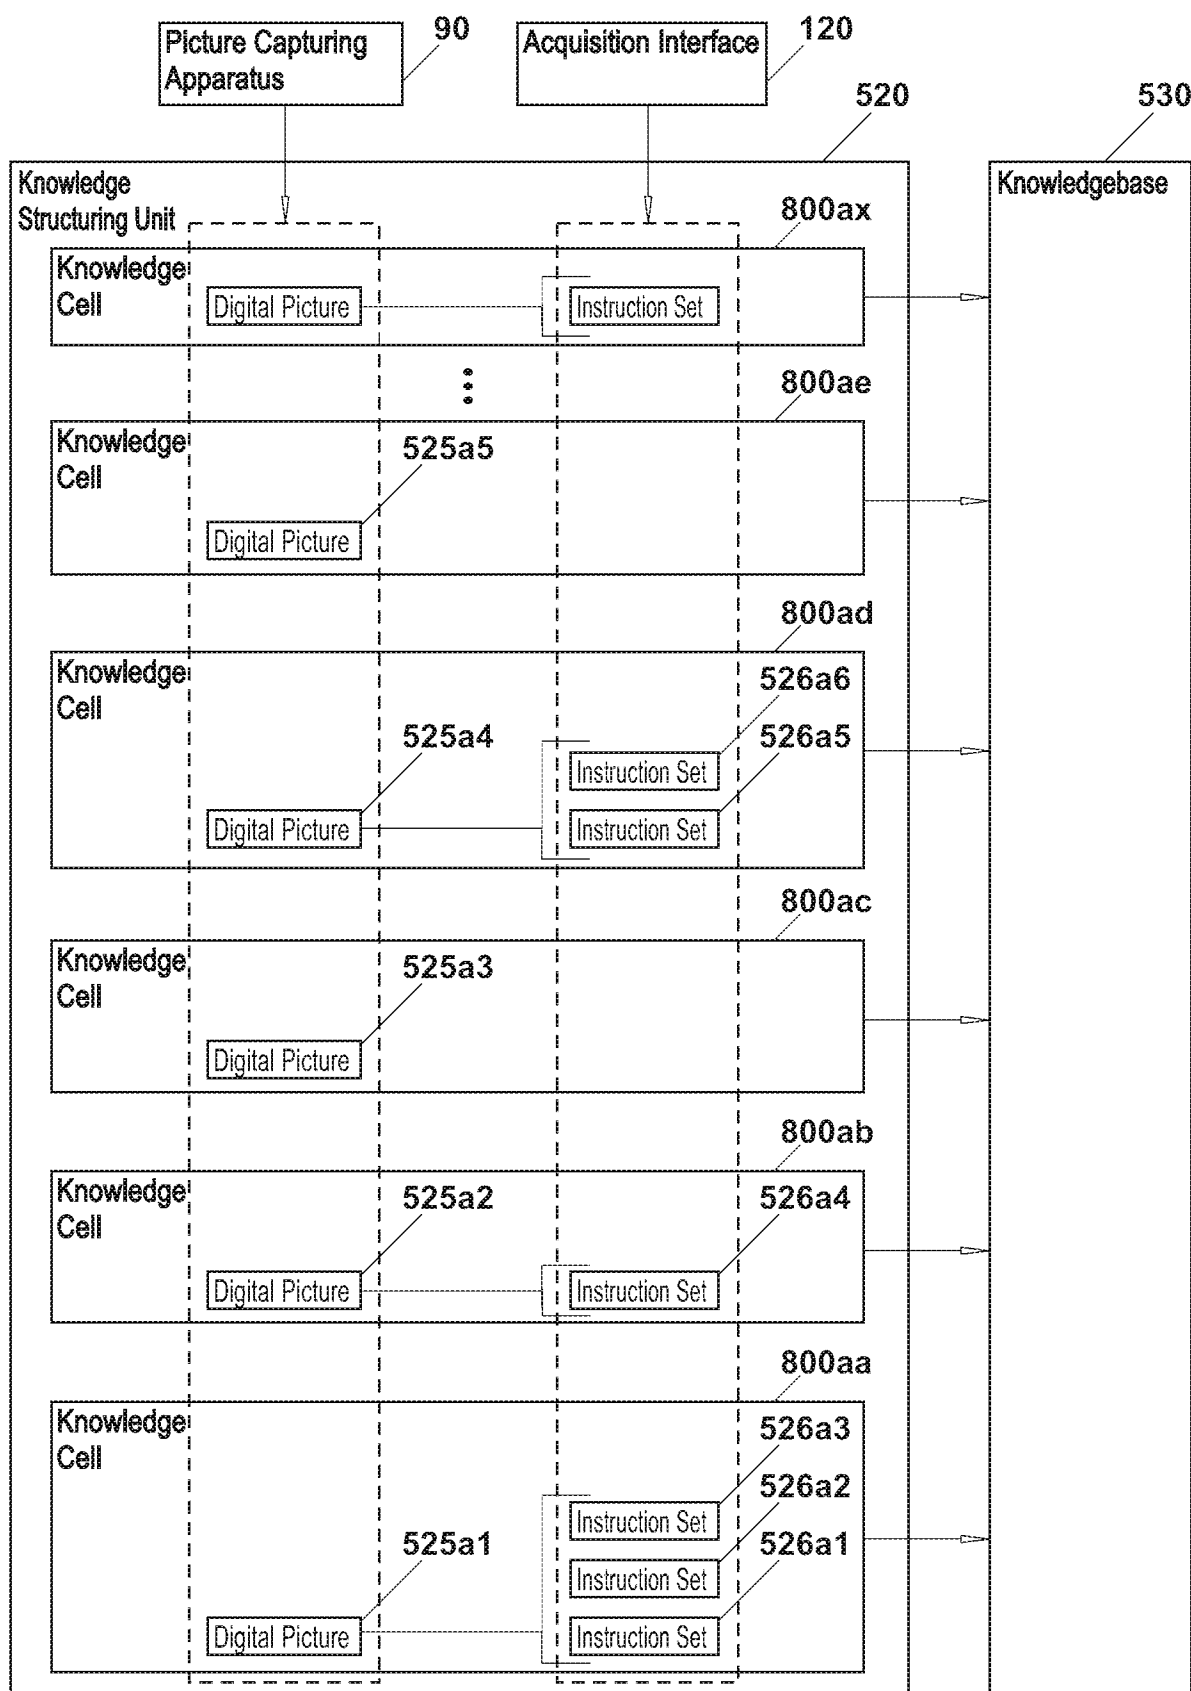 Picture Capturing
Apparatus
90
Acquisition Interface
120
520
530
Knowledge
Structuring Unit
Knowledgebase
800ax
Knowledge
Cell
Digital Picture
Instruction Set
800ae
Knowledge
Cell
525a5
Digital Picture
800ad
Knowledge
Cell
526a6
525a4
526a5
Instruction Set
Digital Picture
Instruction Set
800ac
Knowledge
Cell
525a3
Digital Picture
800ab
Knowledge
Cell
525a2
526a4
Digital Picture
Instruction Set
800aa
Knowledge
Cell
526a3
526a2
Instruction Set
525a1
526a1
Instruction Set
Digital Picture
Instruction Set